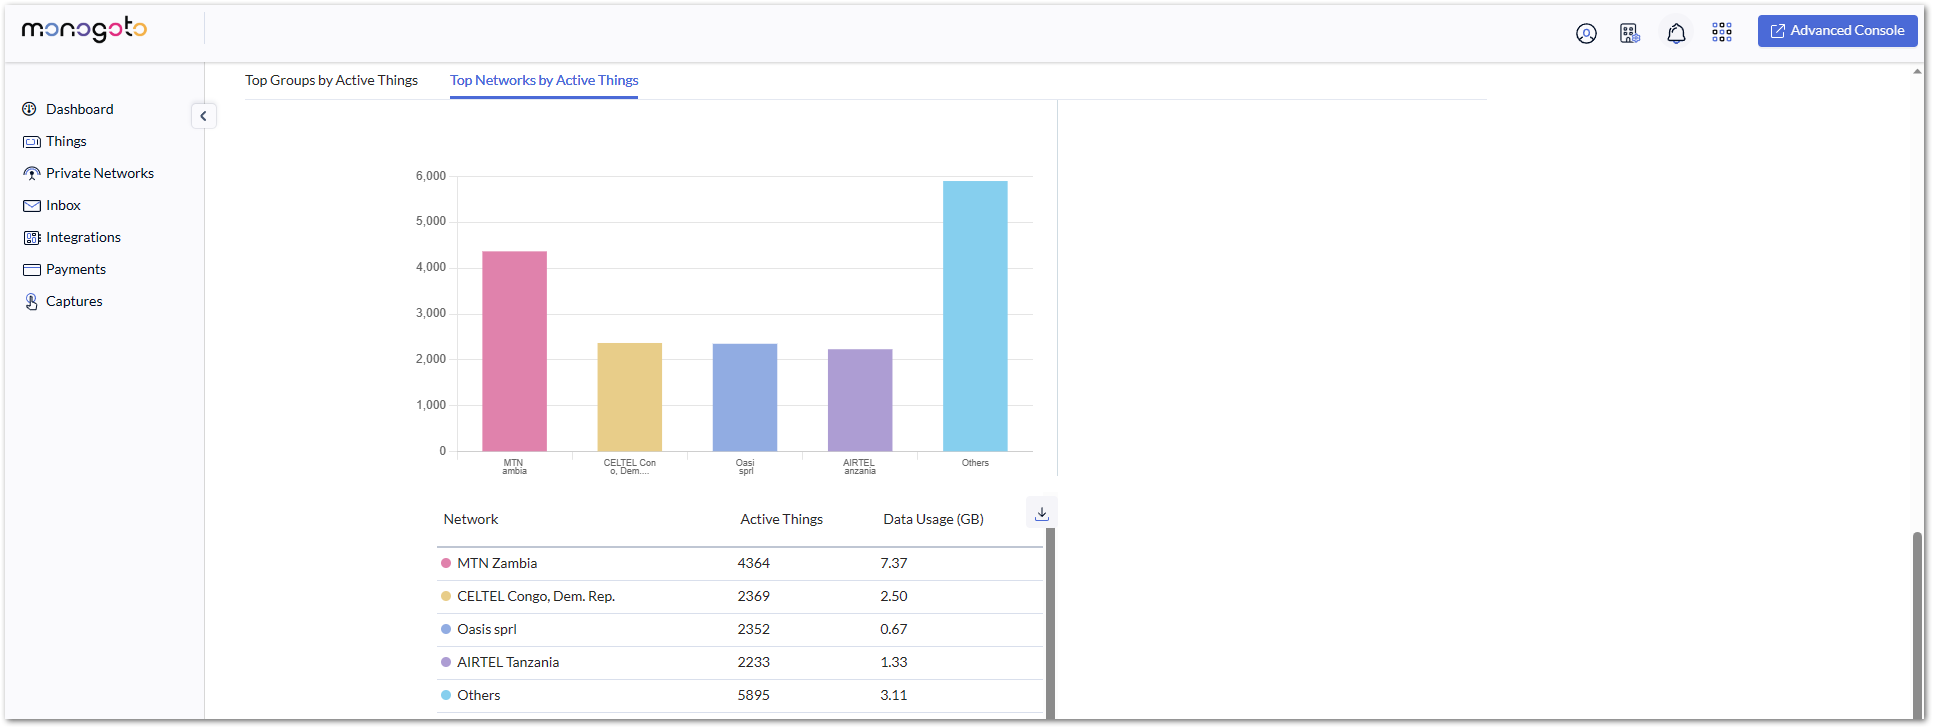 monogoto
Advanced Console
Top Groups by Active Things
Top Networks by Active Things
Dashboard
Things
Private Networks
Inbox
Integrations
Payments
Captures
6,000
5,000
4,000
3,000
2,000
1,000
0
MTN
ambia
CELTEL Con
o, Dem....
Oasi
sprl
AIRTEL
anzania
Others
Network Active Things Data Usage (GB)
MTN Zambia 4364 7.37
CELTEL Congo, Dem. Rep. 2369 2.50
Oasis sprl 2352 0.67
AIRTEL Tanzania 2233 1.33
Others 5895 3.11